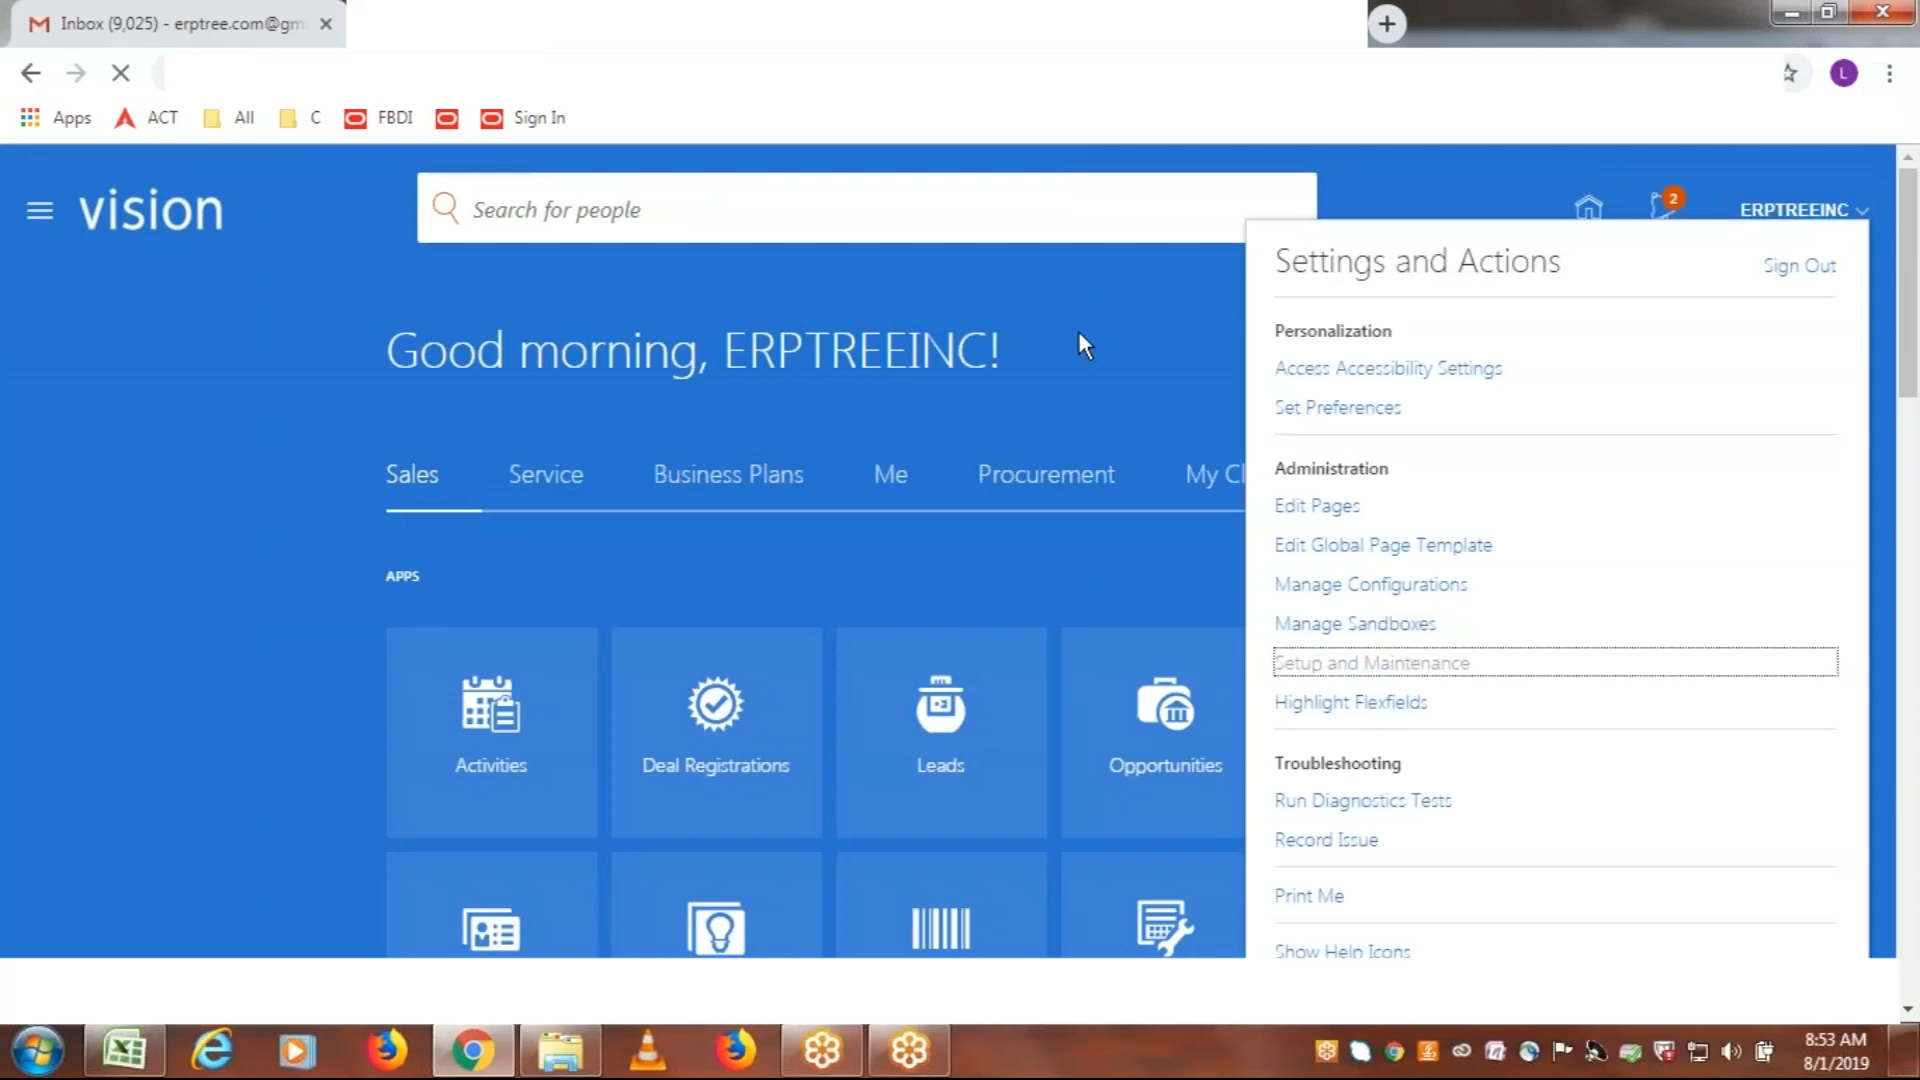 Inbox (9,025) - erptree.com@gm
Apps
ACT
All
C
FBDI
Sign In
vision
Search for people
2
ERPTREEINC
L
Good morning, ERPTREEINC!
Sales
Service
Business Plans
Me
Procurement
My Cl
APPS
Activities
Deal Registrations
Leads
Opportunities
Settings and Actions
Sign Out
Personalization
Access Accessibility Settings
Set Preferences
Administration
Edit Pages
Edit Global Page Template
Manage Configurations
Manage Sandboxes
Setup and Maintenance
Highlight Flexfields
Troubleshooting
Run Diagnostics Tests
Record Issue
Print Me
Show Help Icons
8:53 AM
8/1/2019